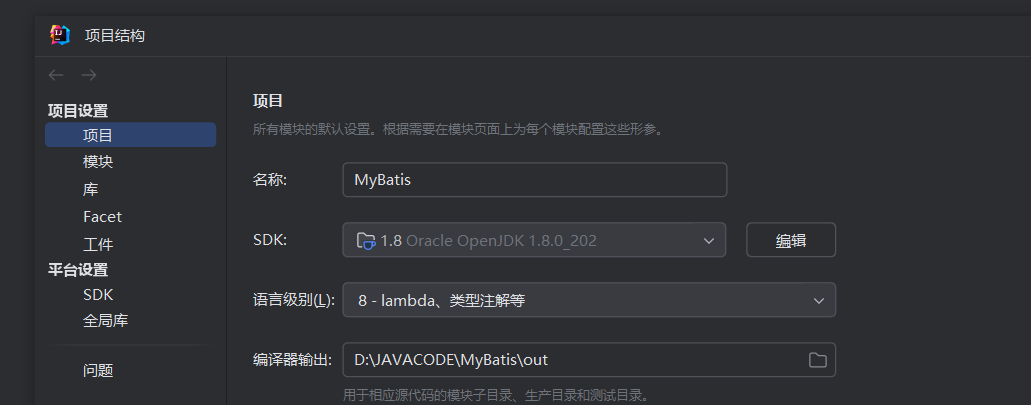 项目结构
项目设置
项目
模块
库
Facet
工件
平台设置
SDK
全局库
问题
项目
所有模块的默认设置。根据需要在模块页面上为每个模块配置这些形参。
名称: MyBatis
SDK: 1.8 Oracle OpenJDK 1.8.0_202 编辑
语言级别(L): 8 - lambda、类型注解等
编译器输出: D:\JAVACODE\MyBatis\out
用于相应源代码的模块子目录、生产目录和测试目录。